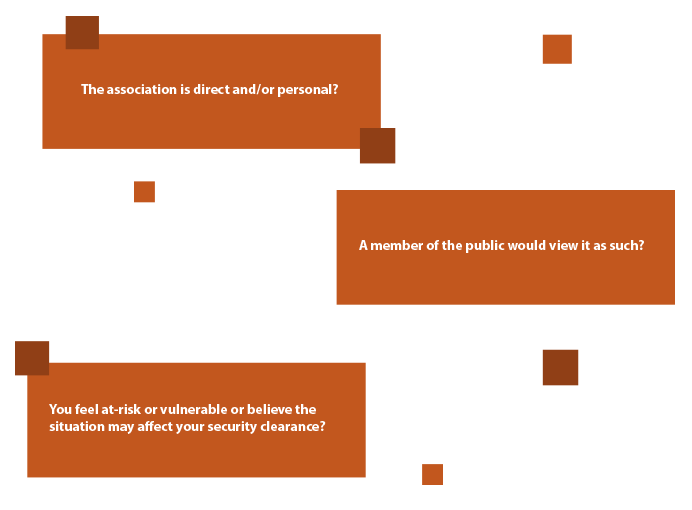 The association is direct and/or personal?
A member of the public would view it as such?
You feel at-risk or vulnerable or believe the
situation may affect your security clearance?